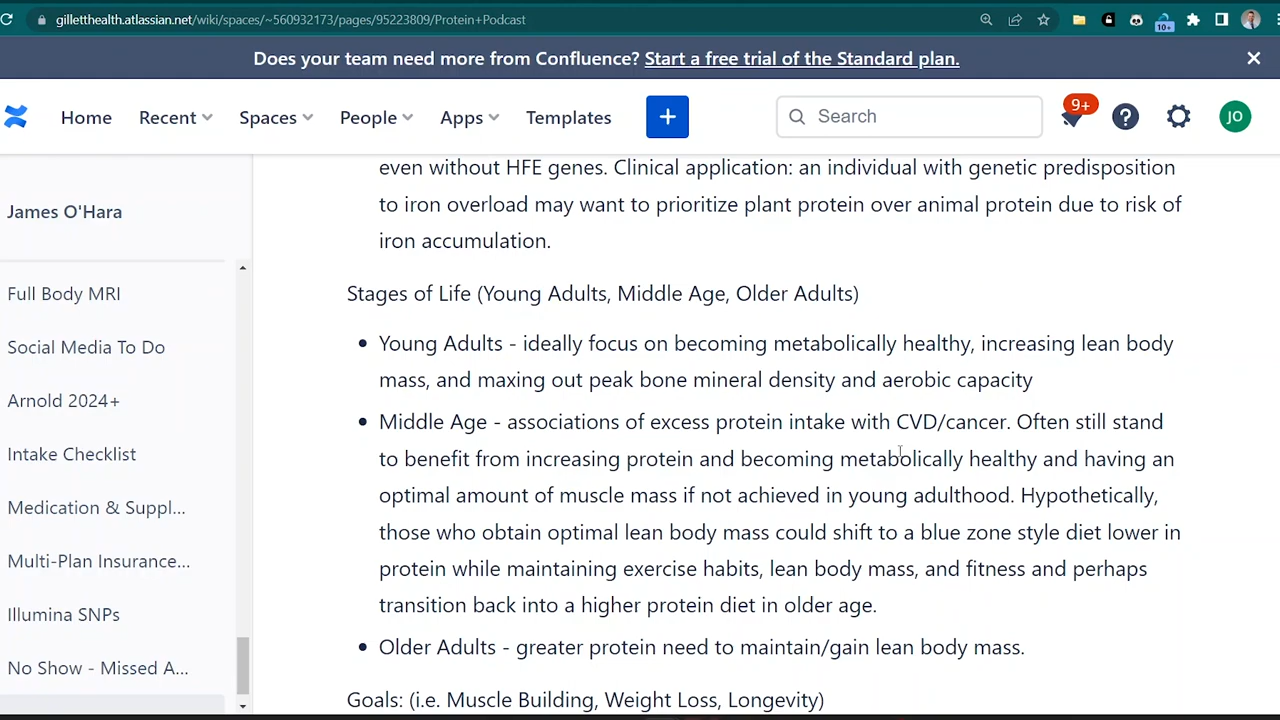 gilletthealth.atlassian.net/wiki/spaces/~560932173/pages/95223809/Protein+Podcast
10+
Does your team need more from Confluence? Start a free trial of the Standard plan.
Home Recent Spaces People Apps Templates + Search 9+ ? JO
James O'Hara
Full Body MRI
Social Media To Do
Arnold 2024+
Intake Checklist
Medication & Suppl...
Multi-Plan Insurance...
Illumina SNPs
No Show - Missed A...
even without HFE genes. Clinical application: an individual with genetic predisposition
to iron overload may want to prioritize plant protein over animal protein due to risk of
iron accumulation.
Stages of Life (Young Adults, Middle Age, Older Adults)
• Young Adults - ideally focus on becoming metabolically healthy, increasing lean body
mass, and maxing out peak bone mineral density and aerobic capacity
• Middle Age - associations of excess protein intake with CVD/cancer. Often still stand
to benefit from increasing protein and becoming metabolically healthy and having an
optimal amount of muscle mass if not achieved in young adulthood. Hypothetically,
those who obtain optimal lean body mass could shift to a blue zone style diet lower in
protein while maintaining exercise habits, lean body mass, and fitness and perhaps
transition back into a higher protein diet in older age.
• Older Adults - greater protein need to maintain/gain lean body mass.
Goals: (i.e. Muscle Building, Weight Loss, Longevity)